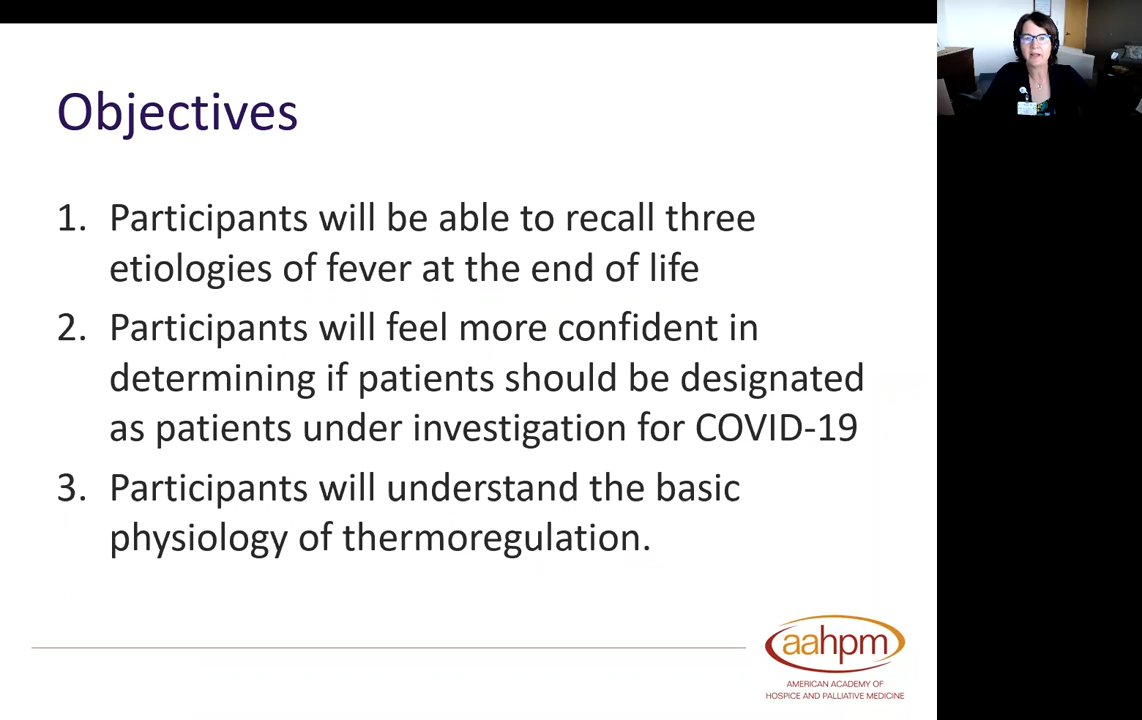 Objectives
1. Participants will be able to recall three
etiologies of fever at the end of life
2. Participants will feel more confident in
determining if patients should be designated
as patients under investigation for COVID-19
3. Participants will understand the basic
physiology of thermoregulation.
aahpm
AMERICAN ACADEMY OF
HOSPICE AND PALLIATIVE MEDICINE